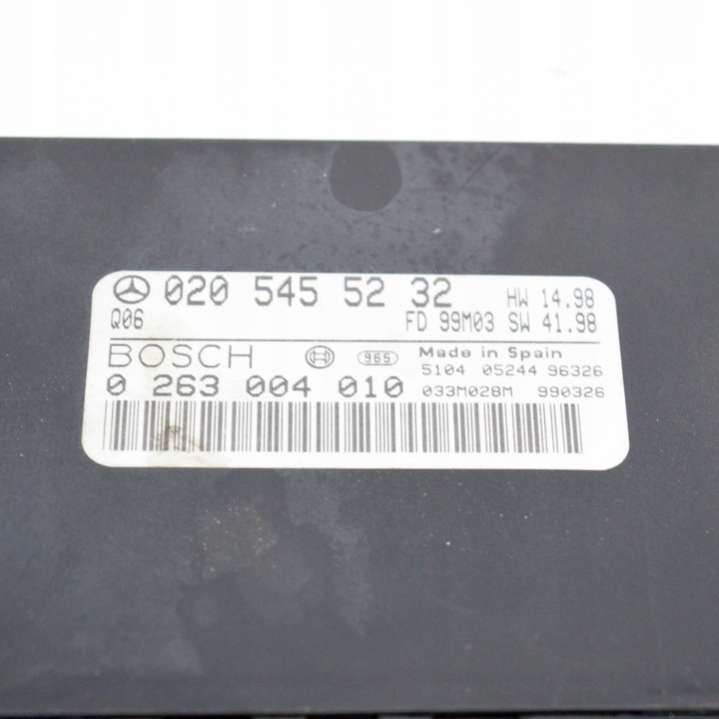 020 545 52 32 HW 14.98
Q06 FD 99M03 SW 41.98
BOSCH 965 Made in Spain
5104 05244 96326
0 263 004 010 033M028M 990326